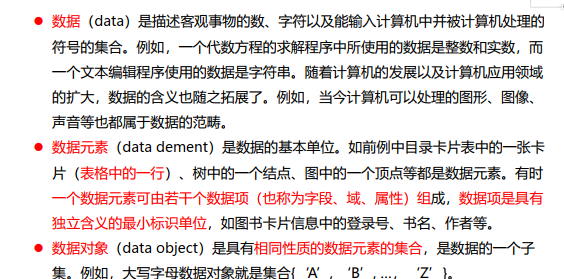 ● 数据（data）是描述客观事物的数、字符以及能输入计算机中并被计算机处理的
符号的集合。例如，一个代数方程的求解程序中所使用的数据是整数和实数，而
一个文本编辑程序使用的数据是字符串。随着计算机的发展以及计算机应用领域
的扩大，数据的含义也随之拓展了。例如，当今计算机可以处理的图形、图像、
声音等也都属于数据的范畴。
● 数据元素（data dement）是数据的基本单位。如前例中目录卡片表中的一张卡
片（表格中的一行）、树中的一个结点、图中的一个顶点等都是数据元素。有时
一个数据元素可由若干个数据项（也称为字段、域、属性）组成，数据项是具有
独立含义的最小标识单位，如图书卡片信息中的登录号、书名、作者等。
● 数据对象（data object）是具有相同性质的数据元素的集合，是数据的一个子
集。例如，大写字母数据对象就是集合{‘A’，‘B’, …，‘Z’}。